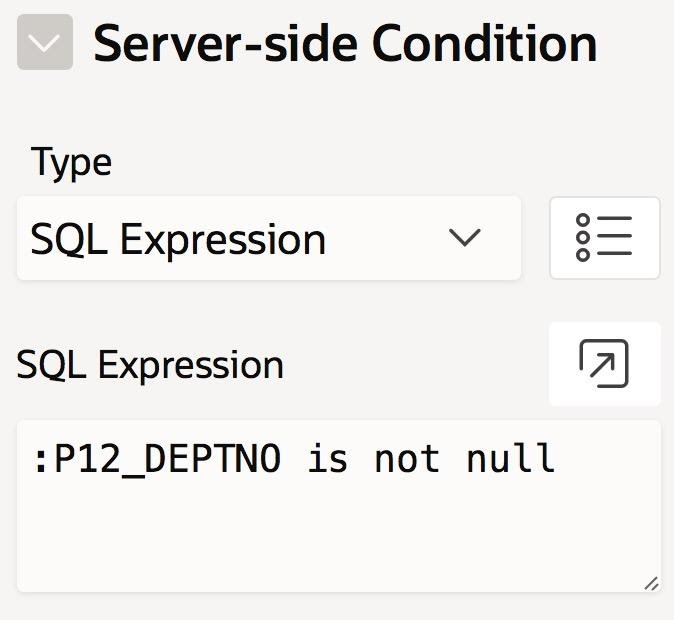 Server-side Condition
Type
SQL Expression
SQL Expression
:P12_DEPTNO is not null